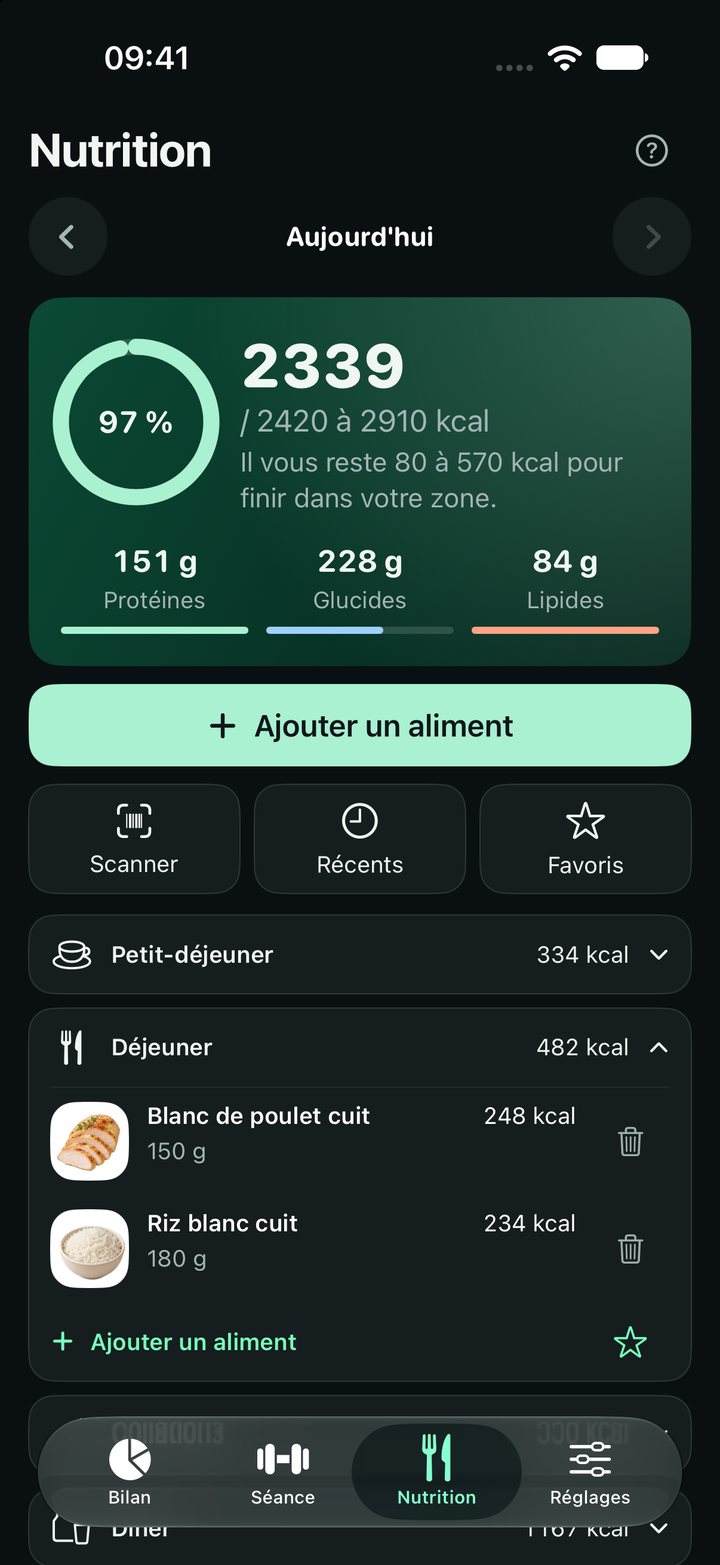 09:41
Nutrition
?
Aujourd'hui
97 %
2339
/ 2420 à 2910 kcal
Il vous reste 80 à 570 kcal pour
finir dans votre zone.
151 g
228 g
84 g
Protéines
Glucides
Lipides
+ Ajouter un aliment
Scanner
Récents
Favoris
Petit-déjeuner
334 kcal
Déjeuner
482 kcal
Blanc de poulet cuit
248 kcal
150 g
Riz blanc cuit
234 kcal
180 g
+ Ajouter un aliment
Bilan
Séance
Nutrition
Réglages
Dîner
1167 kcal